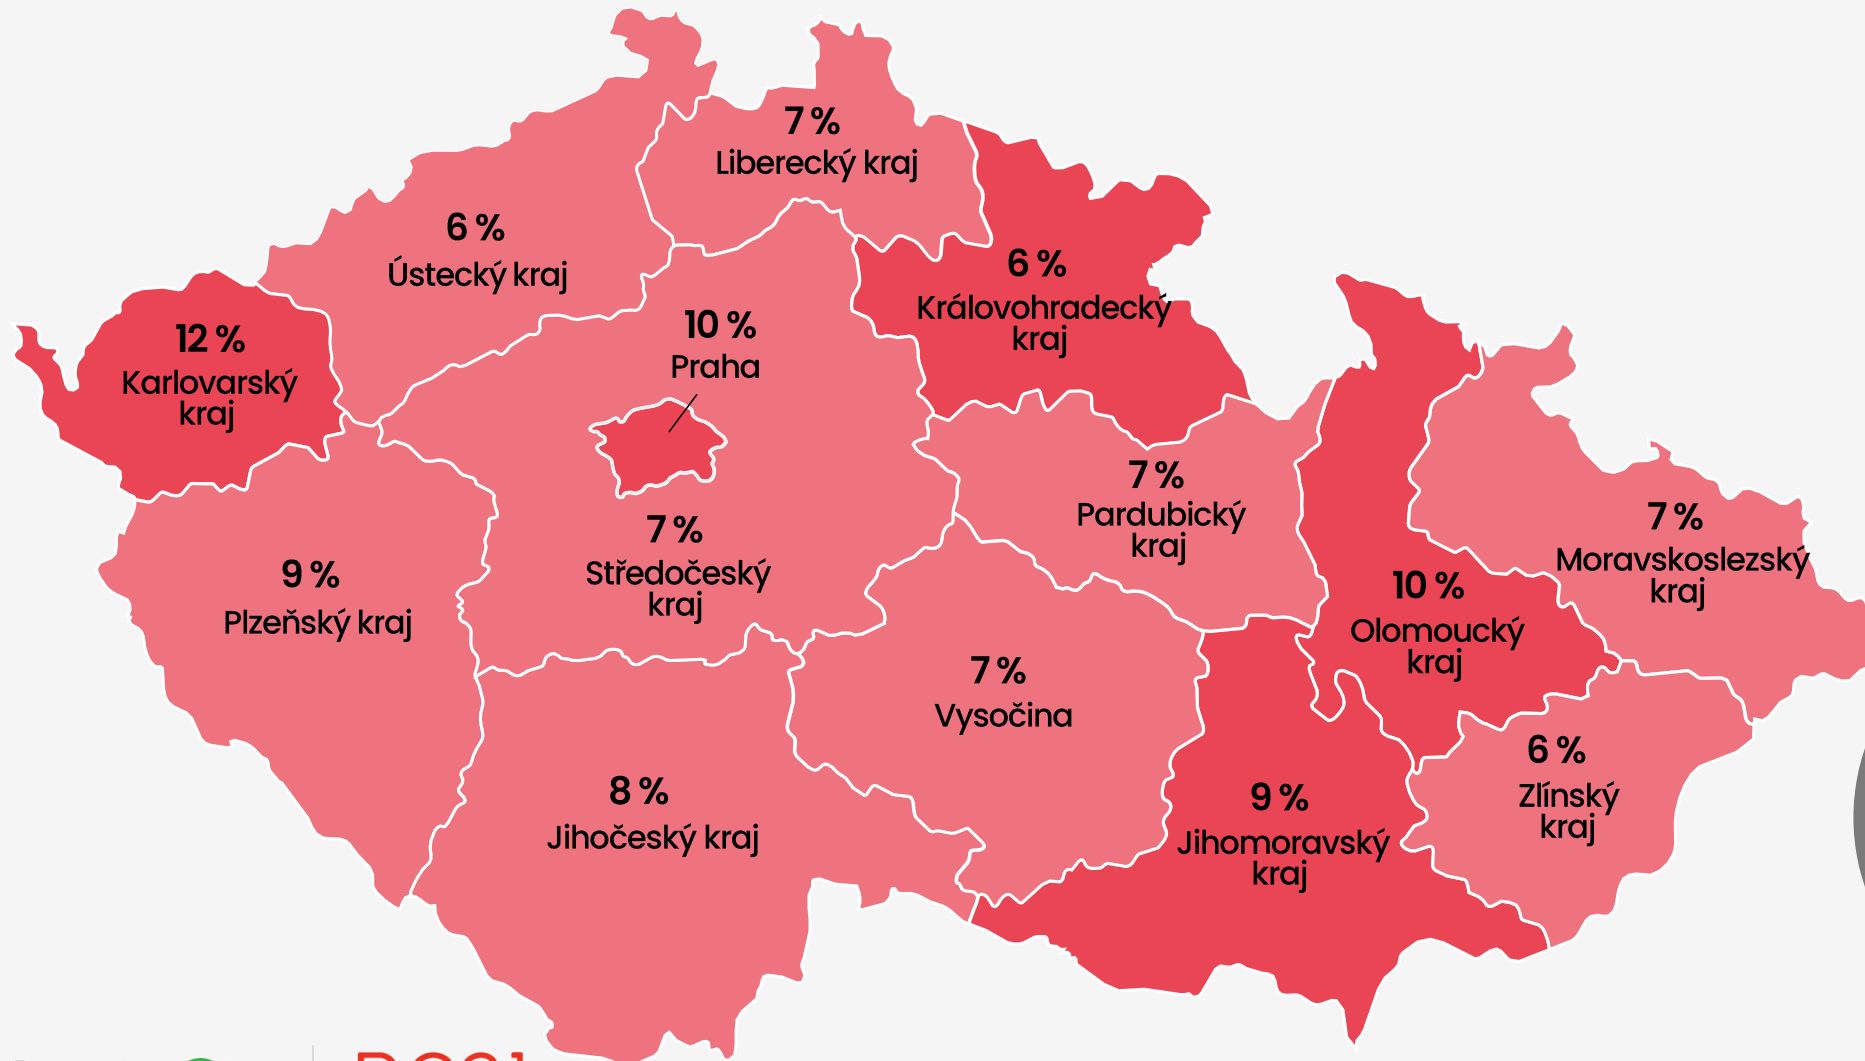 7 %
Liberecký kraj
6 %
Ústecký kraj
6 %
Královohradecký
kraj
12 %
Karlovarský
kraj
10 %
Praha
7 %
Pardubický
kraj
7 %
Moravskoslezský
kraj
7 %
Středočeský
kraj
9 %
Plzeňský kraj
10 %
Olomoucký
kraj
7 %
Vysočina
6 %
Zlínský
kraj
8 %
Jihočeský kraj
9 %
Jihomoravský
kraj